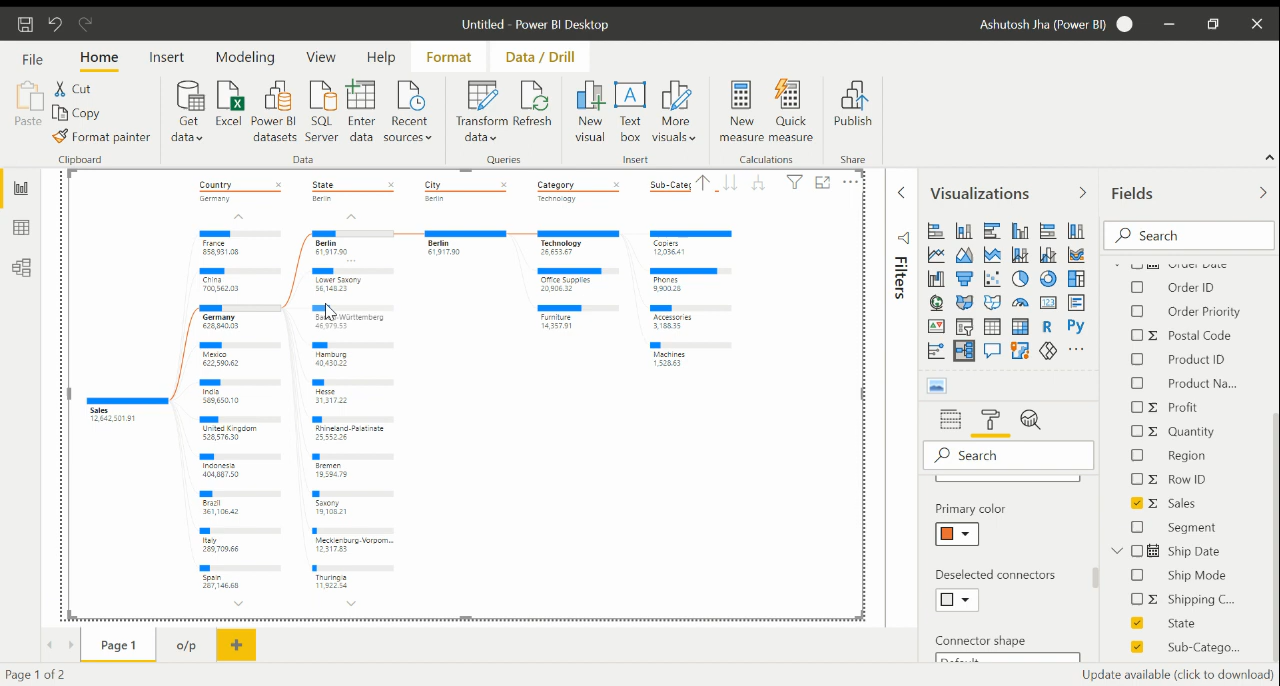 Untitled - Power BI Desktop
Ashutosh Jha (Power BI)
File
Home
Insert
Modeling
View
Help
Format
Data / Drill
Paste
Cut
Copy
Format painter
Clipboard
Get data
Excel
Power BI datasets
SQL Server
Enter data
Recent sources
Data
Transform data
Refresh
Queries
New visual
Text box
More visuals
Insert
New measure
Quick measure
Calculations
Publish
Share
Country
Germany
State
Berlin
City
Berlin
Category
Technology
Sub-Categ
Sales
12,642,501.91
France
858,931.08
China
700,562.03
Germany
628,840.03
Mexico
622,590.62
India
589,650.10
United Kingdom
528,576.30
Indonesia
404,887.50
Brazil
361,106.42
Italy
289,709.66
Spain
287,146.68
Berlin
61,917.90
Lower Saxony
56,148.23
-Württemberg
46,979.53
Hamburg
40,430.22
Hesse
31,317.22
Rhineland-Palatinate
25,552.26
Bremen
19,594.79
Saxony
19,108.21
Mecklenburg-Vorpom...
12,317.83
Thuringia
11,922.54
Berlin
61,917.90
Technology
26,653.67
Office Supplies
20,906.32
Furniture
14,357.91
Copiers
12,036.41
Phones
9,900.28
Accessories
3,188.35
Machines
1,528.63
Filters
Visualizations
R
Py
123
Search
Primary color
Deselected connectors
Connector shape
Default
Fields
Search
Order Date
Order ID
Order Priority
Postal Code
Product ID
Product Na...
Profit
Quantity
Region
Row ID
Sales
Segment
Ship Date
Ship Mode
Shipping C...
State
Sub-Catego...
Page 1
o/p
+
Page 1 of 2
Update available (click to download)